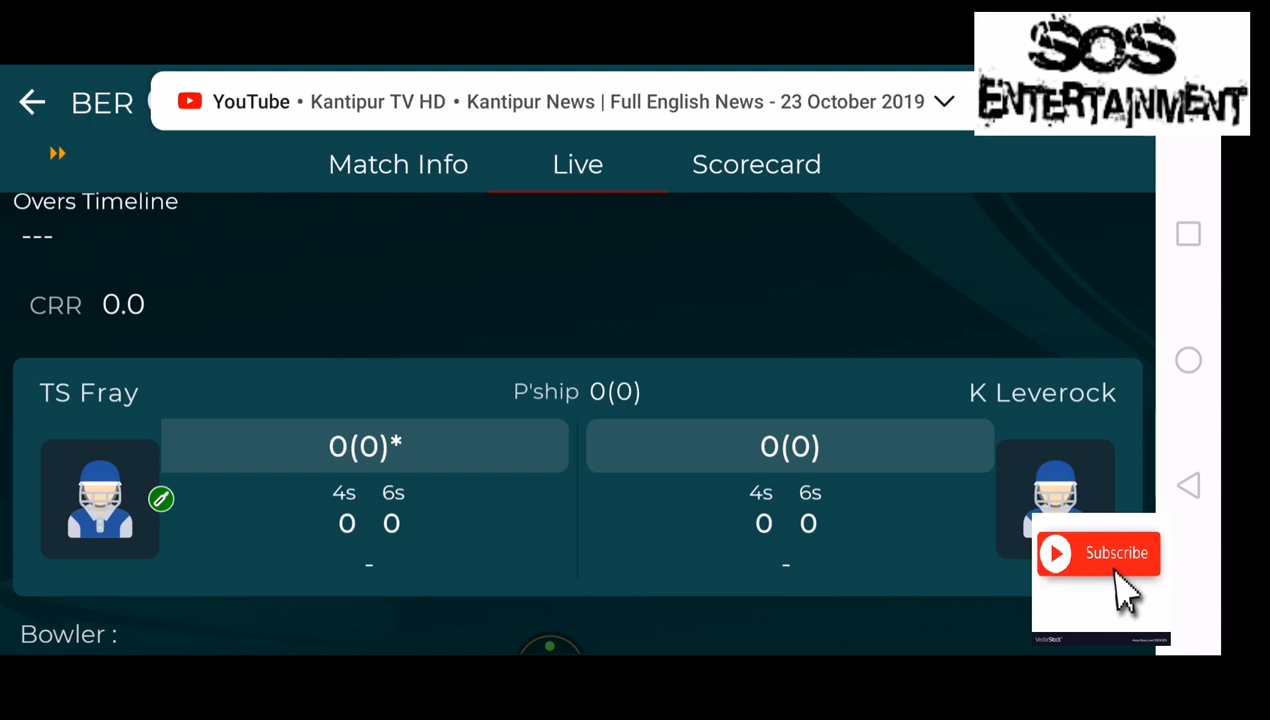 SOS
ENTERTAINMENT
BER
YouTube • Kantipur TV HD • Kantipur News | Full English News - 23 October 2019
Match Info Live Scorecard
Overs Timeline
---
CRR 0.0
TS Fray P'ship 0(0) K Leverock
0(0)* 0(0)
4s 6s 4s 6s
0 0 0 0
- -
Subscribe
Bowler :
VectorStock